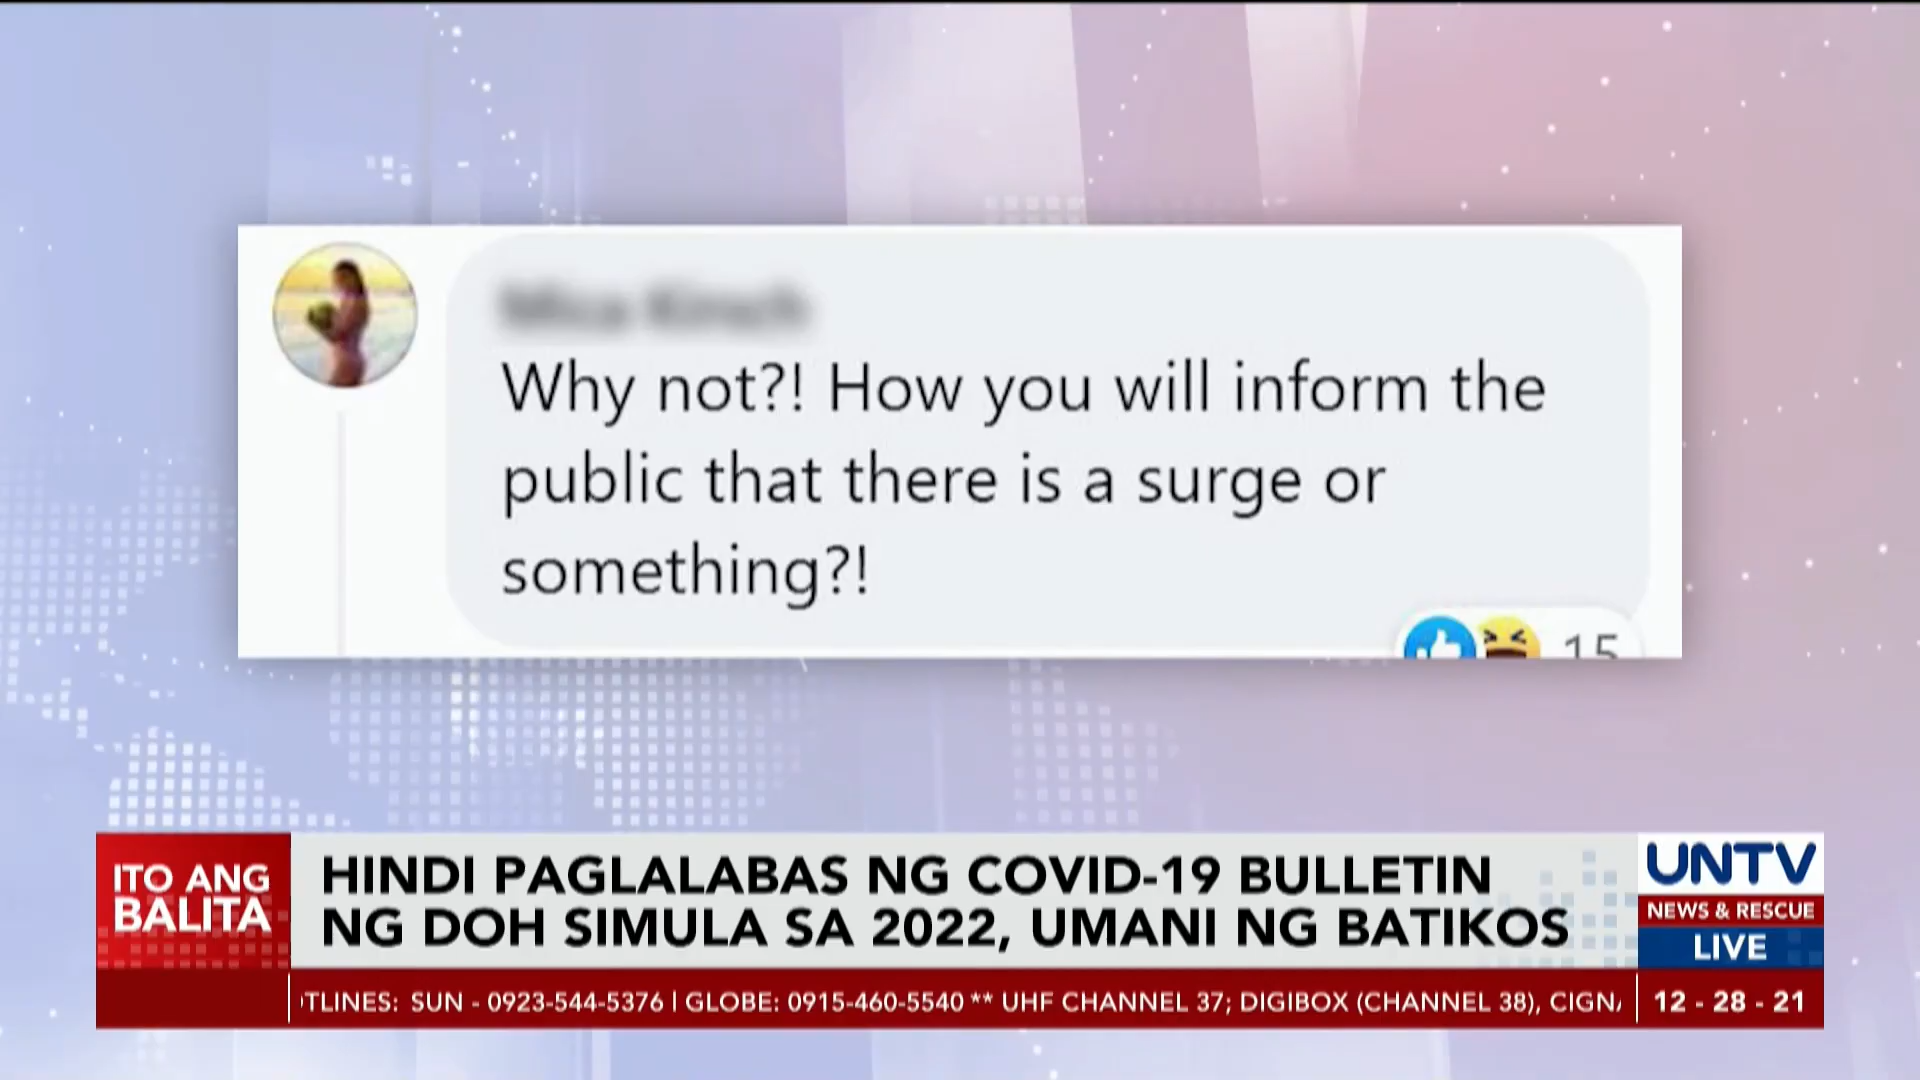 Why not?! How you will inform the
public that there is a surge or
something?!
15
ITO ANG
BALITA
HINDI PAGLALABAS NG COVID-19 BULLETIN
NG DOH SIMULA SA 2022, UMANI NG BATIKOS
UNTV
NEWS & RESCUE
LIVE
TLINES: SUN - 0923-544-5376 | GLOBE: 0915-460-5540 ** UHF CHANNEL 37; DIGIBOX (CHANNEL 38), CIGN
12 - 28 - 21